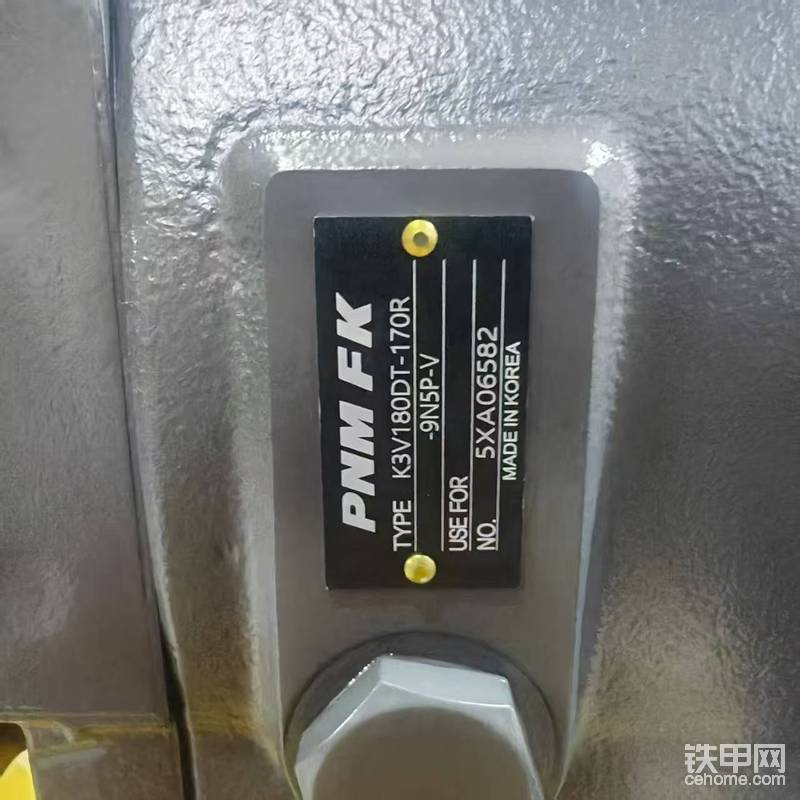 PNM FK
TYPE K3V180DT-170R
-9N5P-V
USE FOR
NO. 5XA06582
MADE IN KOREA
铁甲网
cehome.com